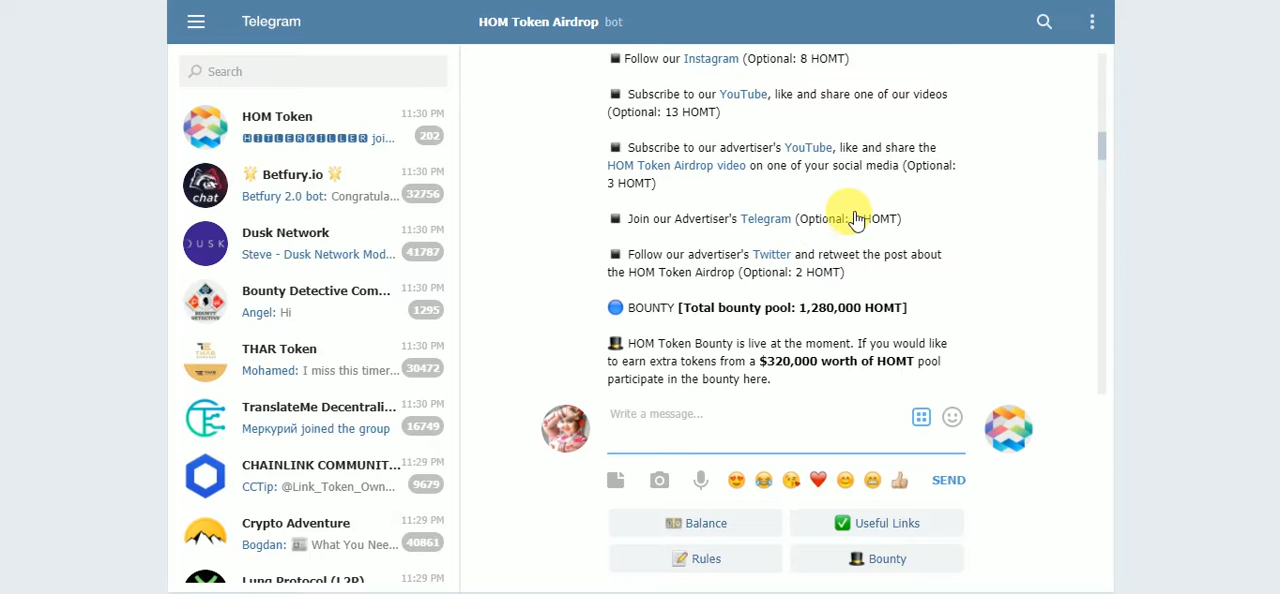 Telegram
HOM Token Airdrop bot
Search
HOM Token 11:30 PM
HITLERKILLER joi... 202
Betfury.io 11:30 PM
Betfury 2.0 bot: Congratula... 32756
chat
Dusk Network 11:30 PM
Steve - Dusk Network Mod... 41787
DUSK
Bounty Detective Com... 11:30 PM
Angel: Hi 1295
THAR Token 11:30 PM
Mohamed: I miss this timer... 30472
TranslateMe Decentrali... 11:30 PM
Меркурий joined the group 16749
CHAINLINK COMMUNIT... 11:29 PM
CCTip: @Link_Token_Own... 9679
Crypto Adventure 11:29 PM
Bogdan: What You Nee... 40861
Lung Protocol (L2P) 11:29 PM
Follow our Instagram (Optional: 8 HOMT)
Subscribe to our YouTube, like and share one of our videos
(Optional: 13 HOMT)
Subscribe to our advertiser's YouTube, like and share the
HOM Token Airdrop video on one of your social media (Optional:
3 HOMT)
Join our Advertiser's Telegram (Optional: HOMT)
Follow our advertiser's Twitter and retweet the post about
the HOM Token Airdrop (Optional: 2 HOMT)
BOUNTY [Total bounty pool: 1,280,000 HOMT]
HOM Token Bounty is live at the moment. If you would like
to earn extra tokens from a $320,000 worth of HOMT pool
participate in the bounty here.
Write a message...
SEND
Balance
Useful Links
Rules
Bounty